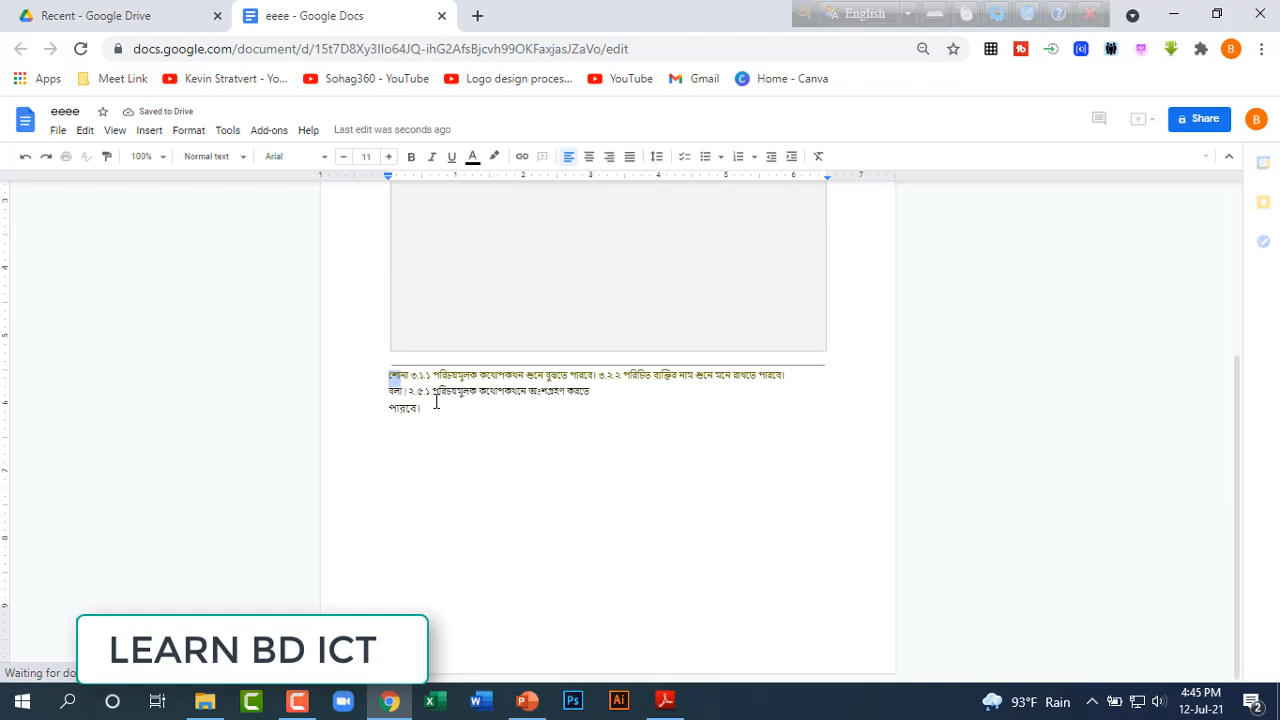 Recent - Google Drive
eeee - Google Docs
English
docs.google.com/document/d/15t7D8Xy3Ilo64JQ-ihG2AfsBjcvh99OKFaxjasJZaVo/edit
Apps
Meet Link
Kevin Stratvert - Yo...
Sohag360 - YouTube
Logo design proces...
YouTube
Gmail
Home - Canva
eeee
Saved to Drive
File Edit View Insert Format Tools Add-ons Help Last edit was seconds ago
Share
B
100% Normal text Arial 11
শোনা ৩.১.১ পরিচয়মূলক কথোপকথন শুনে বুঝতে পারবে। ৩.২.২ পরিচিত ব্যক্তির নাম শুনে মনে রাখতে পারবে।
বলা। ২.৫.১ পরিচয়মূলক কথোপকথনে অংশগ্রহণ করতে
পারবে।
LEARN BD ICT
Waiting for do
93°F Rain
4:45 PM
12-Jul-21
2